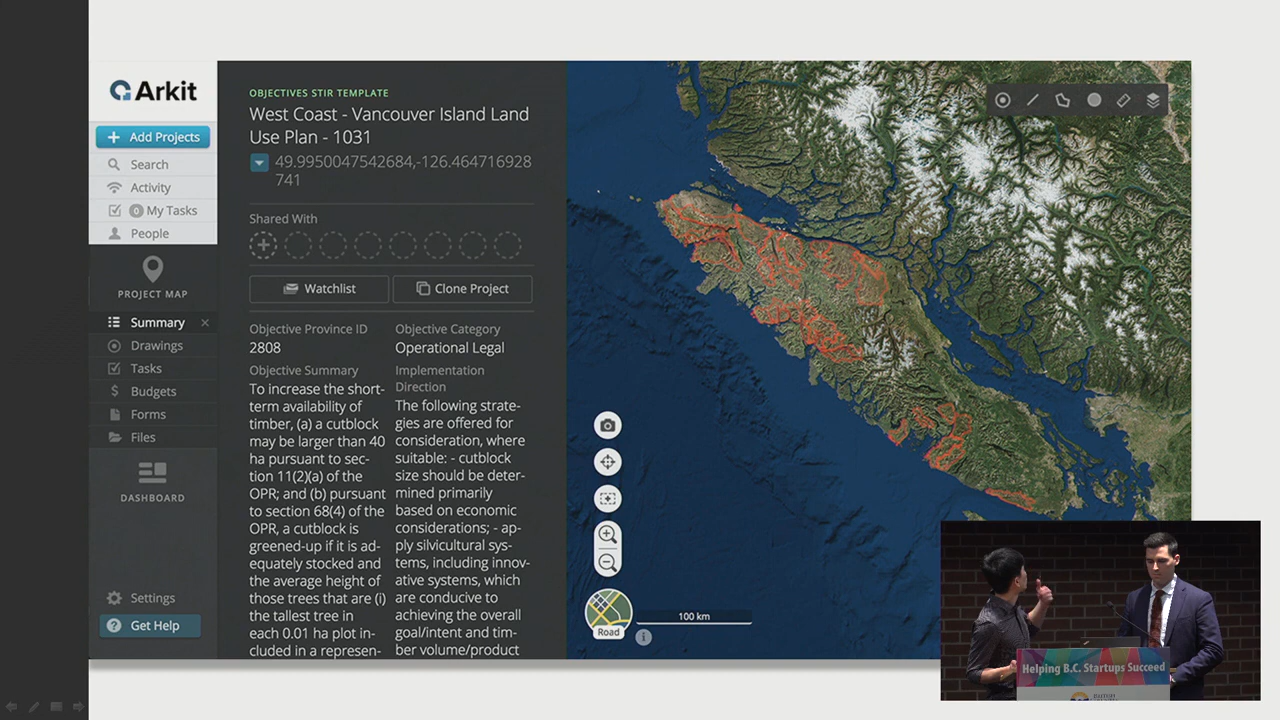 Arkit
Add Projects
Search
Activity
0 My Tasks
People
PROJECT MAP
Summary
Drawings
Tasks
$ Budgets
Forms
Files
DASHBOARD
Settings
? Get Help
OBJECTIVES STIR TEMPLATE
West Coast - Vancouver Island Land
Use Plan - 1031
49.9950047542684,-126.464716928
741
Shared With
Watchlist
Clone Project
Objective Province ID
2808
Objective Summary
To increase the short-
term availability of
timber, (a) a cutblock
may be larger than 40
ha pursuant to sec-
tion 11(2)(a) of the
OPR; and (b) pursuant
to section 68(4) of the
OPR, a cutblock is
greened-up if it is ad-
equately stocked and
the average height of
those trees that are (i)
the tallest tree in
each 0.01 ha plot in-
cluded in a represen-
Objective Category
Operational Legal
Implementation
Direction
The following strate-
gies are offered for
consideration, where
suitable: - cutblock
size should be deter-
mined primarily
based on economic
considerations; - ap-
ply silvicultural sys-
tems, including innov-
ative systems, which
are conducive to
achieving the overall
goal/intent and tim-
ber volume/product
Road
100 km
i
Helping B.C. Startups Succeed